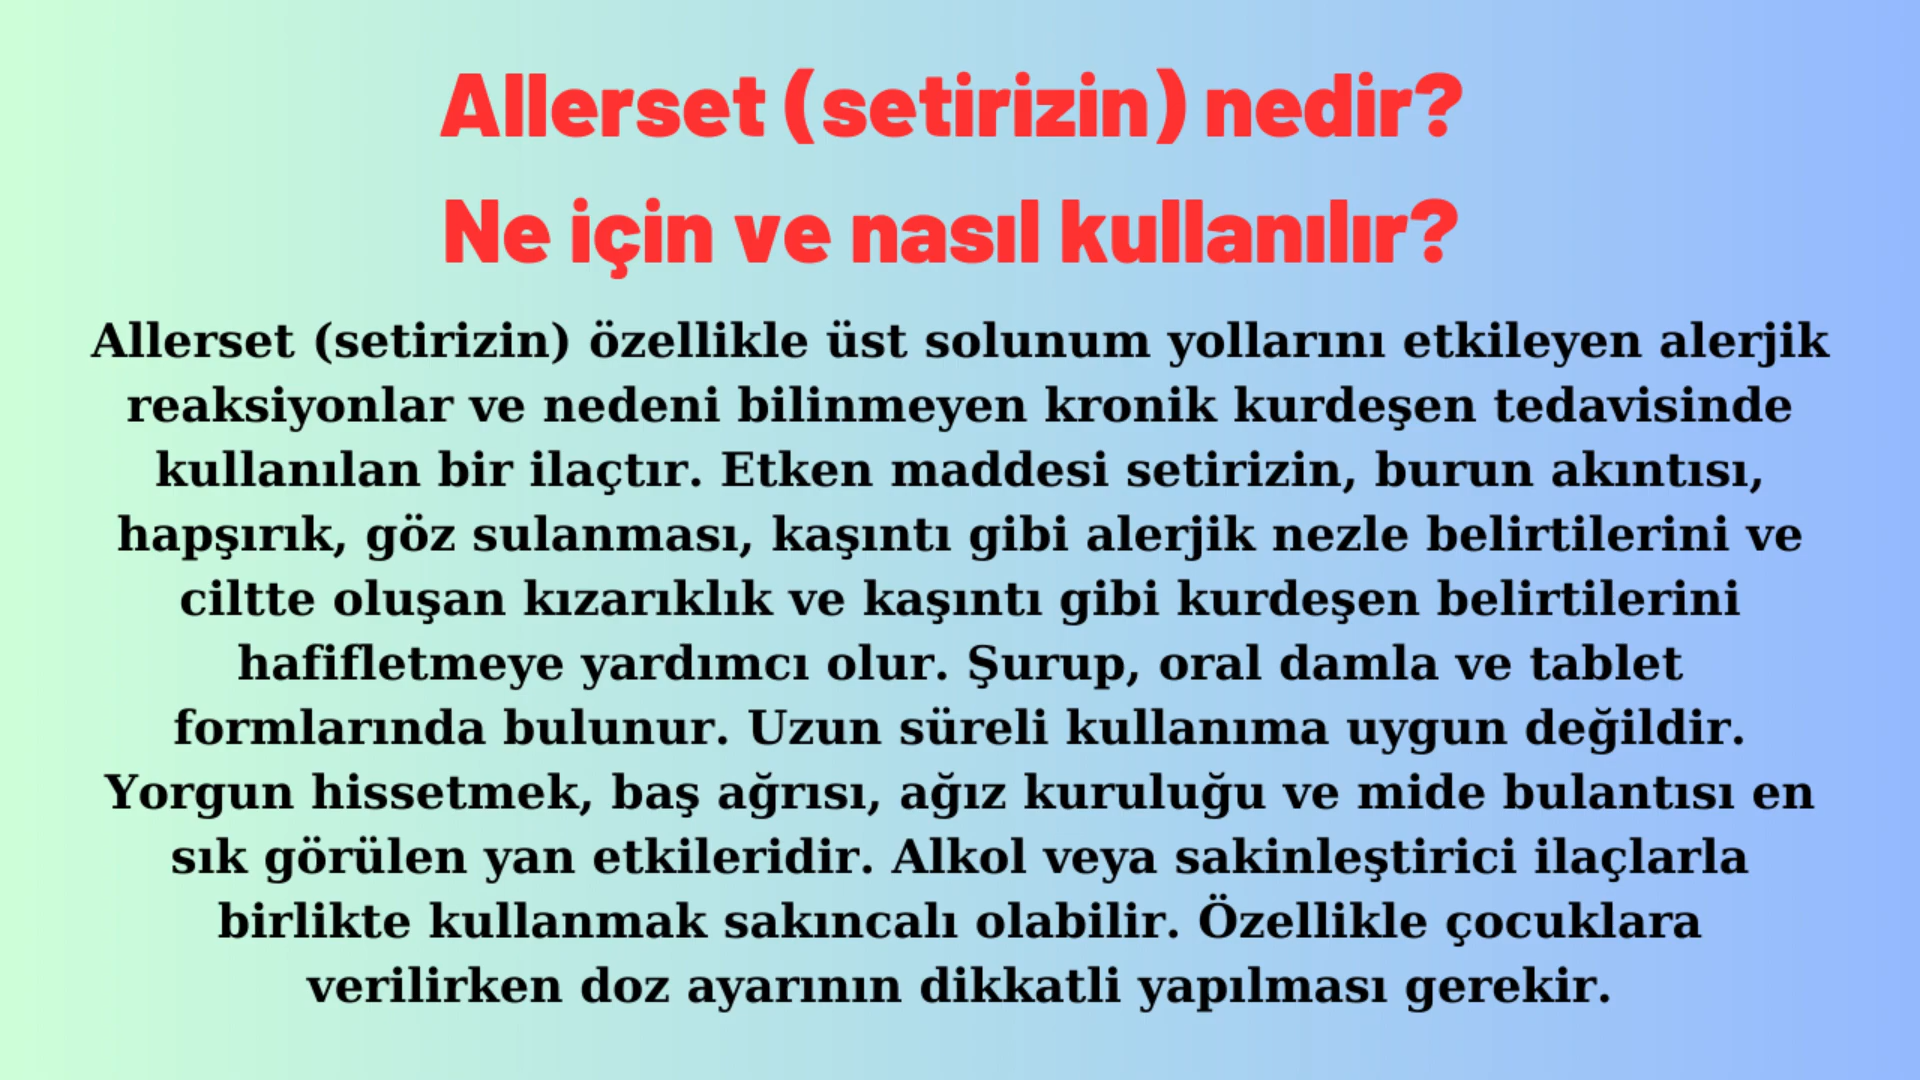 Allerset (setirizin) nedir?
Ne için ve nasıl kullanılır?
Allerset (setirizin) özellikle üst solunum yollarını etkileyen alerjik
reaksiyonlar ve nedeni bilinmeyen kronik kurdeşen tedavisinde
kullanılan bir ilaçtır. Etken maddesi setirizin, burun akıntısı,
hapşırık, göz sulanması, kaşıntı gibi alerjik nezle belirtilerini ve
ciltte oluşan kızarıklık ve kaşıntı gibi kurdeşen belirtilerini
hafifletmeye yardımcı olur. Şurup, oral damla ve tablet
formlarında bulunur. Uzun süreli kullanıma uygun değildir.
Yorgun hissetmek, baş ağrısı, ağız kuruluğu ve mide bulantısı en
sık görülen yan etkileridir. Alkol veya sakinleştirici ilaçlarla
birlikte kullanmak sakıncalı olabilir. Özellikle çocuklara
verilirken doz ayarının dikkatli yapılması gerekir.